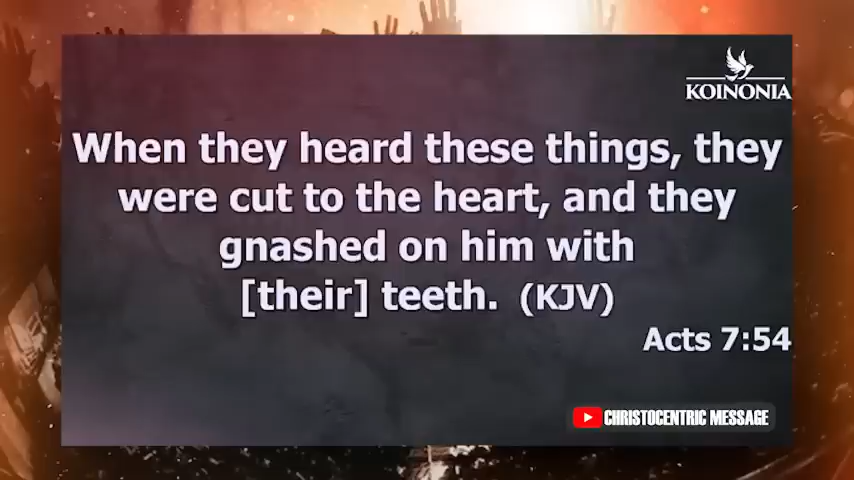 KOINONIA
When they heard these things, they
were cut to the heart, and they
gnashed on him with
[their] teeth. (KJV)
Acts 7:54
CHRISTOCENTRIC MESSAGE